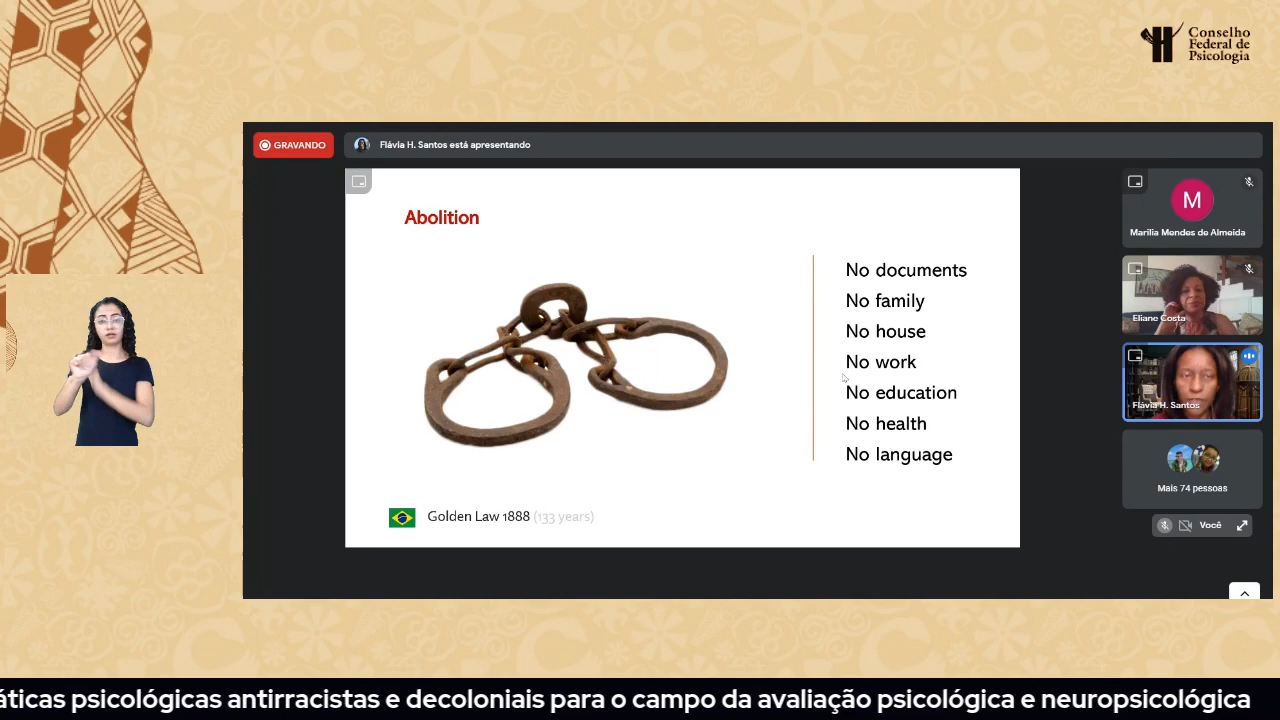 Conselho
Federal de
Psicologia
GRAVANDO
Flávia H. Santos está apresentando
Abolition
No documents
No family
No house
No work
No education
No health
No language
Golden Law 1888 (133 years)
M
Marilia Mendes de Almeida
Eliane Costa
Flávia H. Santos
Mais 74 pessoas
Você
áticas psicológicas antirracistas e decoloniais para o campo da avaliação psicológica e neuropsicológica